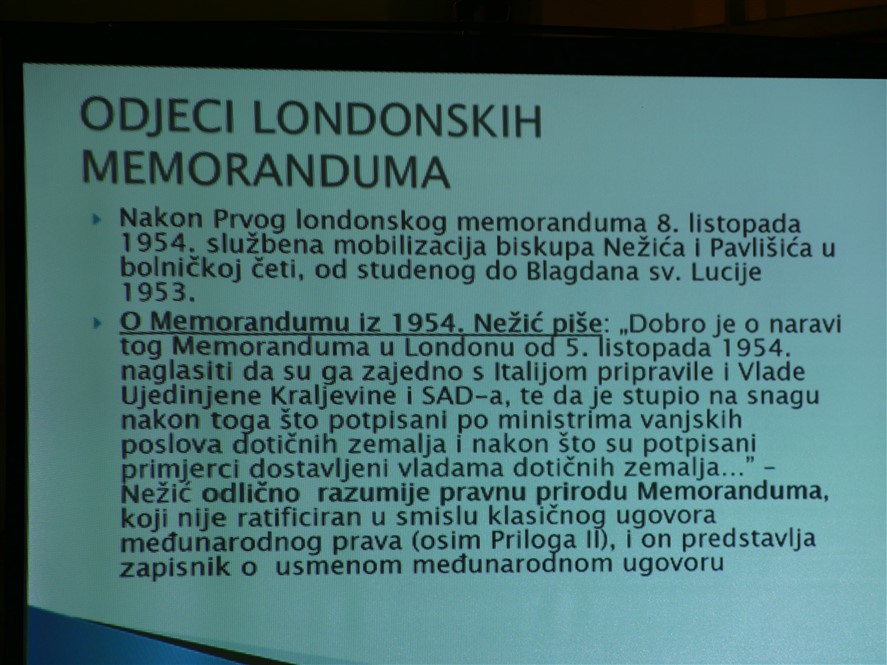 ODJECI LONDONSKIH
MEMORANDUMA
Nakon Prvog londonskog memoranduma 8. listopada
1954. službena mobilizacija biskupa Nežića i Pavlišića u
bolničkoj četi, od studenog do Blagdana sv. Lucije
1953.
O Memorandumu iz 1954. Nežić piše: „Dobro je o naravi
tog Memoranduma u Londonu od 5. listopada 1954.
naglasiti da su ga zajedno s Italijom pripravile i Vlade
Ujedinjene Kraljevine i SAD-a, te da je stupio na snagu
nakon toga što potpisani po ministrima vanjskih
poslova dotičnih zemalja i nakon što su potpisani
primjerci dostavljeni vladama dotičnih zemalja...” –
Nežić odlično razumije pravnu prirodu Memoranduma,
koji nije ratificiran u smislu klasičnog ugovora
međunarodnog prava (osim Priloga II), i on predstavlja
zapisnik o usmenom međunarodnom ugovoru